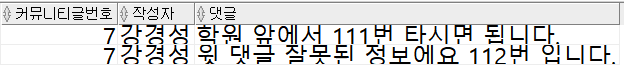 커뮤니티글번호 작성자 댓글
7 강경성 학원 앞에서 111번 타시면 됩니다.
7 강경성 윗 댓글 잘못된 정보에요 112번 입니다.